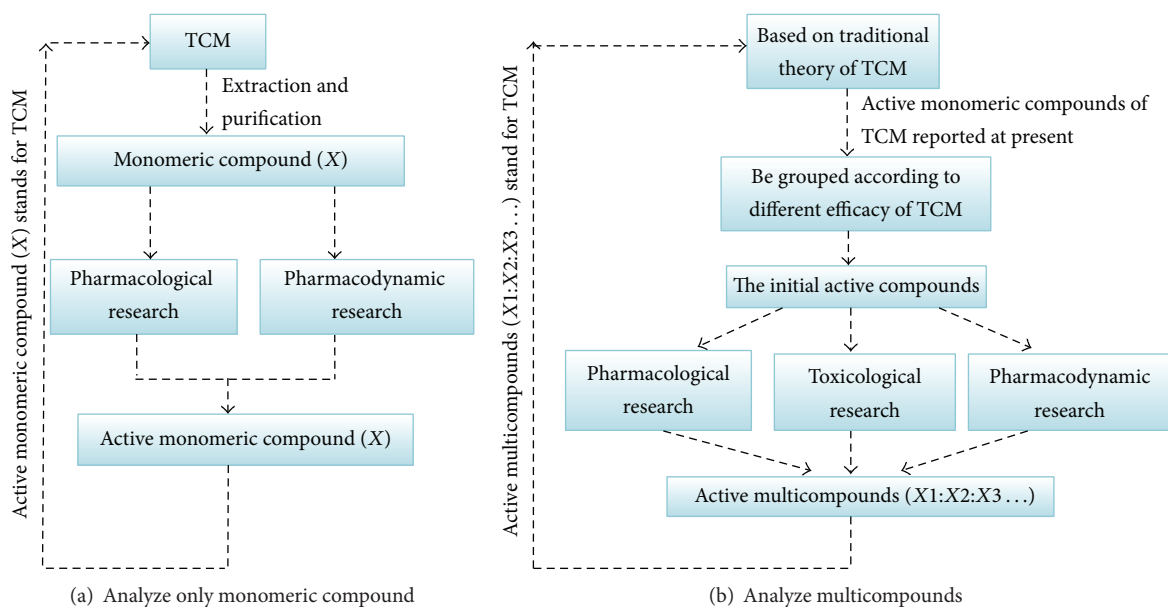 TCM
Extraction and
purification
Monomeric compound (X)
Pharmacological
research
Pharmacodynamic
research
Active monomeric compound (X)
Active monomeric compound (X) stands for TCM
(a) Analyze only monomeric compound
Based on traditional
theory of TCM
Active monomeric compounds of
TCM reported at present
Be grouped according to
different efficacy of TCM
The initial active compounds
Pharmacological
research
Toxicological
research
Pharmacodynamic
research
Active multicompounds (X1:X2:X3...)
Active multicompounds (X1:X2:X3...) stand for TCM
(b) Analyze multicompounds